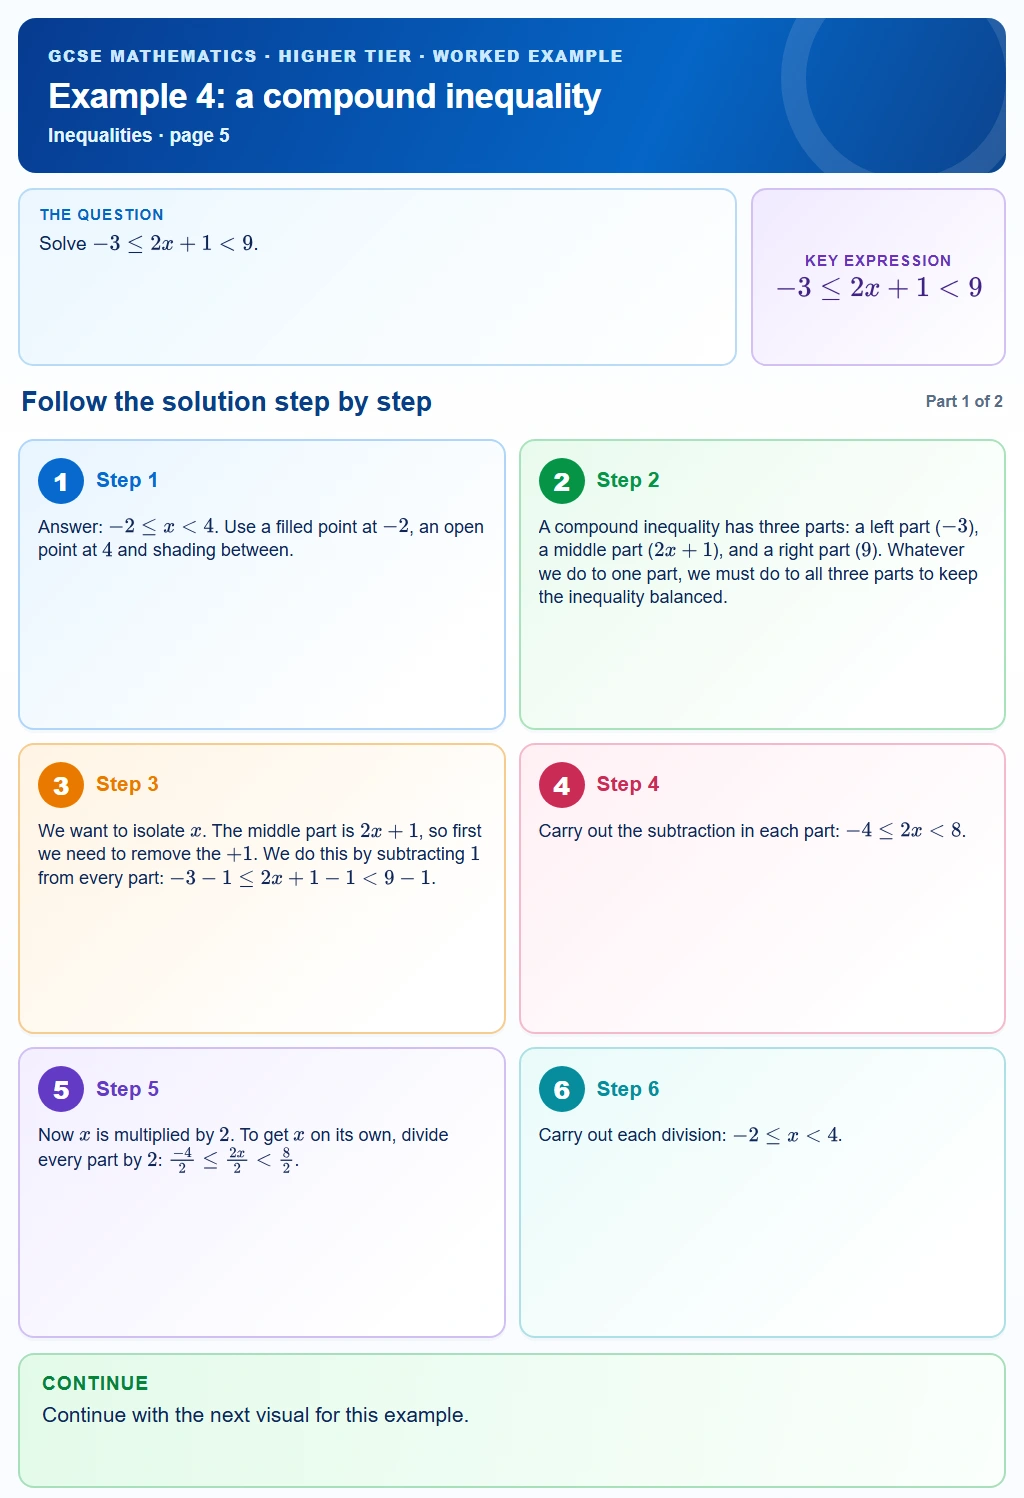 GCSE MATHEMATICS · HIGHER TIER · WORKED EXAMPLE
Example 4: a compound inequality
Inequalities · page 5
THE QUESTION
Solve −3 ≤ 2x + 1 < 9.
KEY EXPRESSION
−3 ≤ 2x + 1 < 9
Follow the solution step by step
Part 1 of 2
1 Step 1
Answer: −2 ≤ x < 4. Use a filled point at −2, an open
point at 4 and shading between.
2 Step 2
A compound inequality has three parts: a left part (−3),
a middle part (2x + 1), and a right part (9). Whatever
we do to one part, we must do to all three parts to keep
the inequality balanced.
3 Step 3
We want to isolate x. The middle part is 2x + 1, so first
we need to remove the +1. We do this by subtracting 1
from every part: −3 − 1 ≤ 2x + 1 − 1 < 9 − 1.
4 Step 4
Carry out the subtraction in each part: −4 ≤ 2x < 8.
5 Step 5
Now x is multiplied by 2. To get x on its own, divide
every part by 2: −4/2 ≤ 2x/2 < 8/2.
6 Step 6
Carry out each division: −2 ≤ x < 4.
CONTINUE
Continue with the next visual for this example.